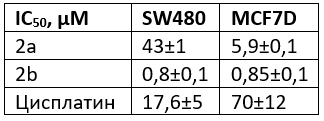 IC₅₀, µM SW480 MCF7D
2a 43±1 5,9±0,1
2b 0,8±0,1 0,85±0,1
Цисплатин 17,6±5 70±12